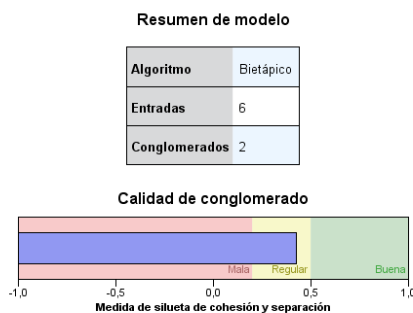 Resumen de modelo
Algoritmo Bietápico
Entradas 6
Conglomerados 2
Calidad de conglomerado
Mala Regular Buena
-1,0 -0,5 0,0 0,5 1,0
Medida de silueta de cohesión y separación